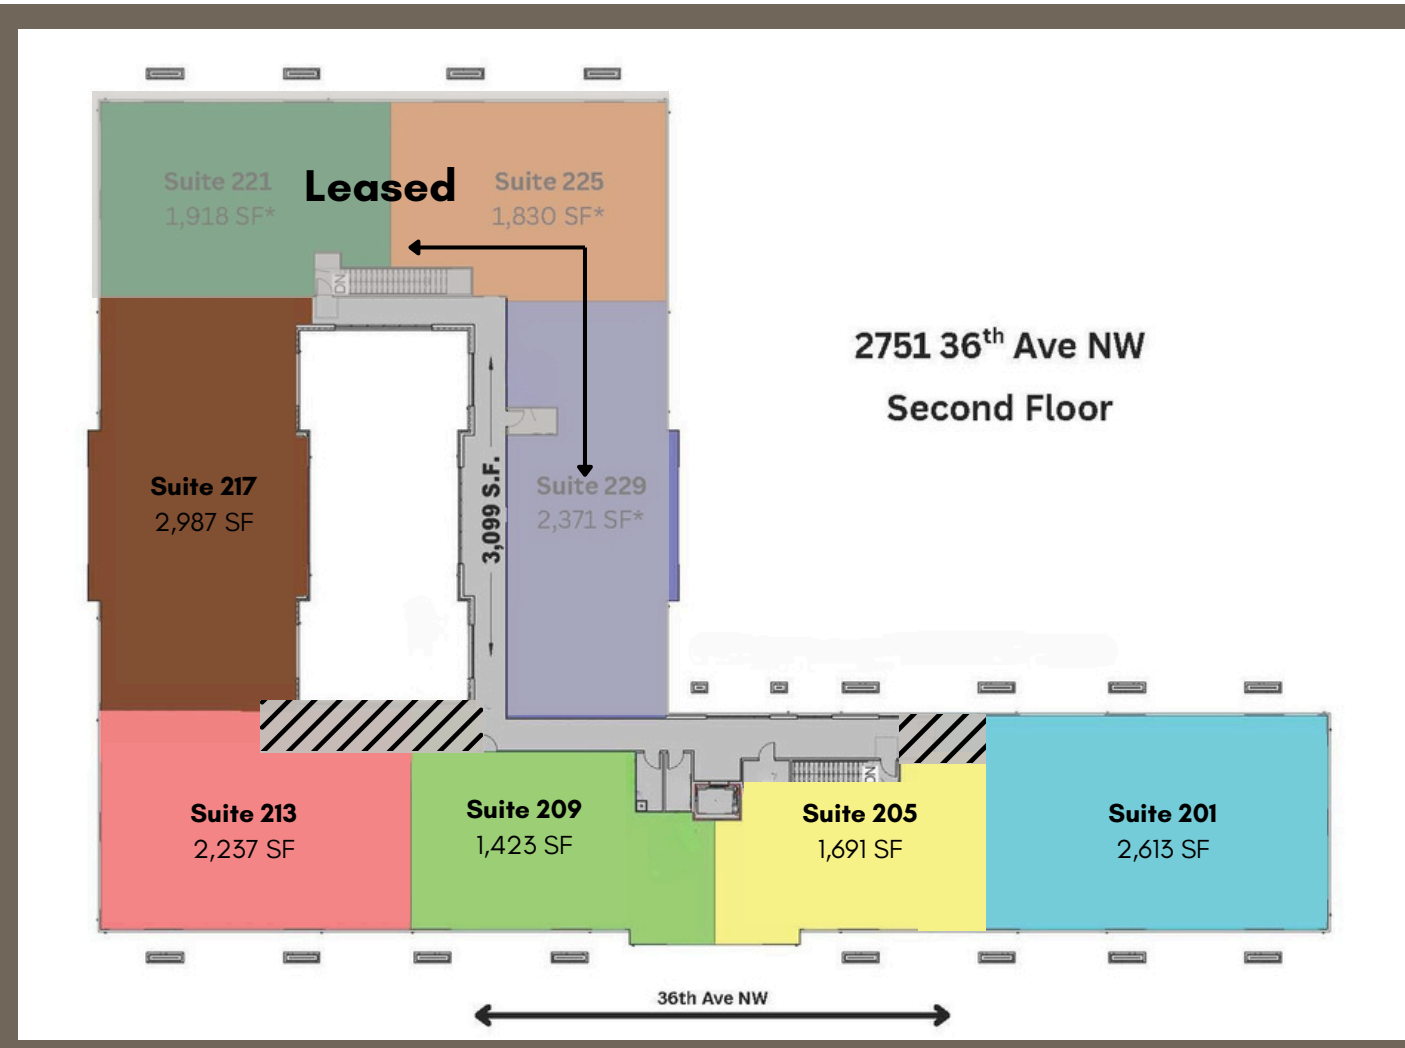 Suite 221
1,918 SF*
Leased
Suite 225
1,830 SF*
DN
2751 36th Ave NW
Second Floor
Suite 217
2,987 SF
3,099 S.F.
Suite 229
2,371 SF*
Suite 213
2,237 SF
Suite 209
1,423 SF
DN
Suite 205
1,691 SF
Suite 201
2,613 SF
36th Ave NW